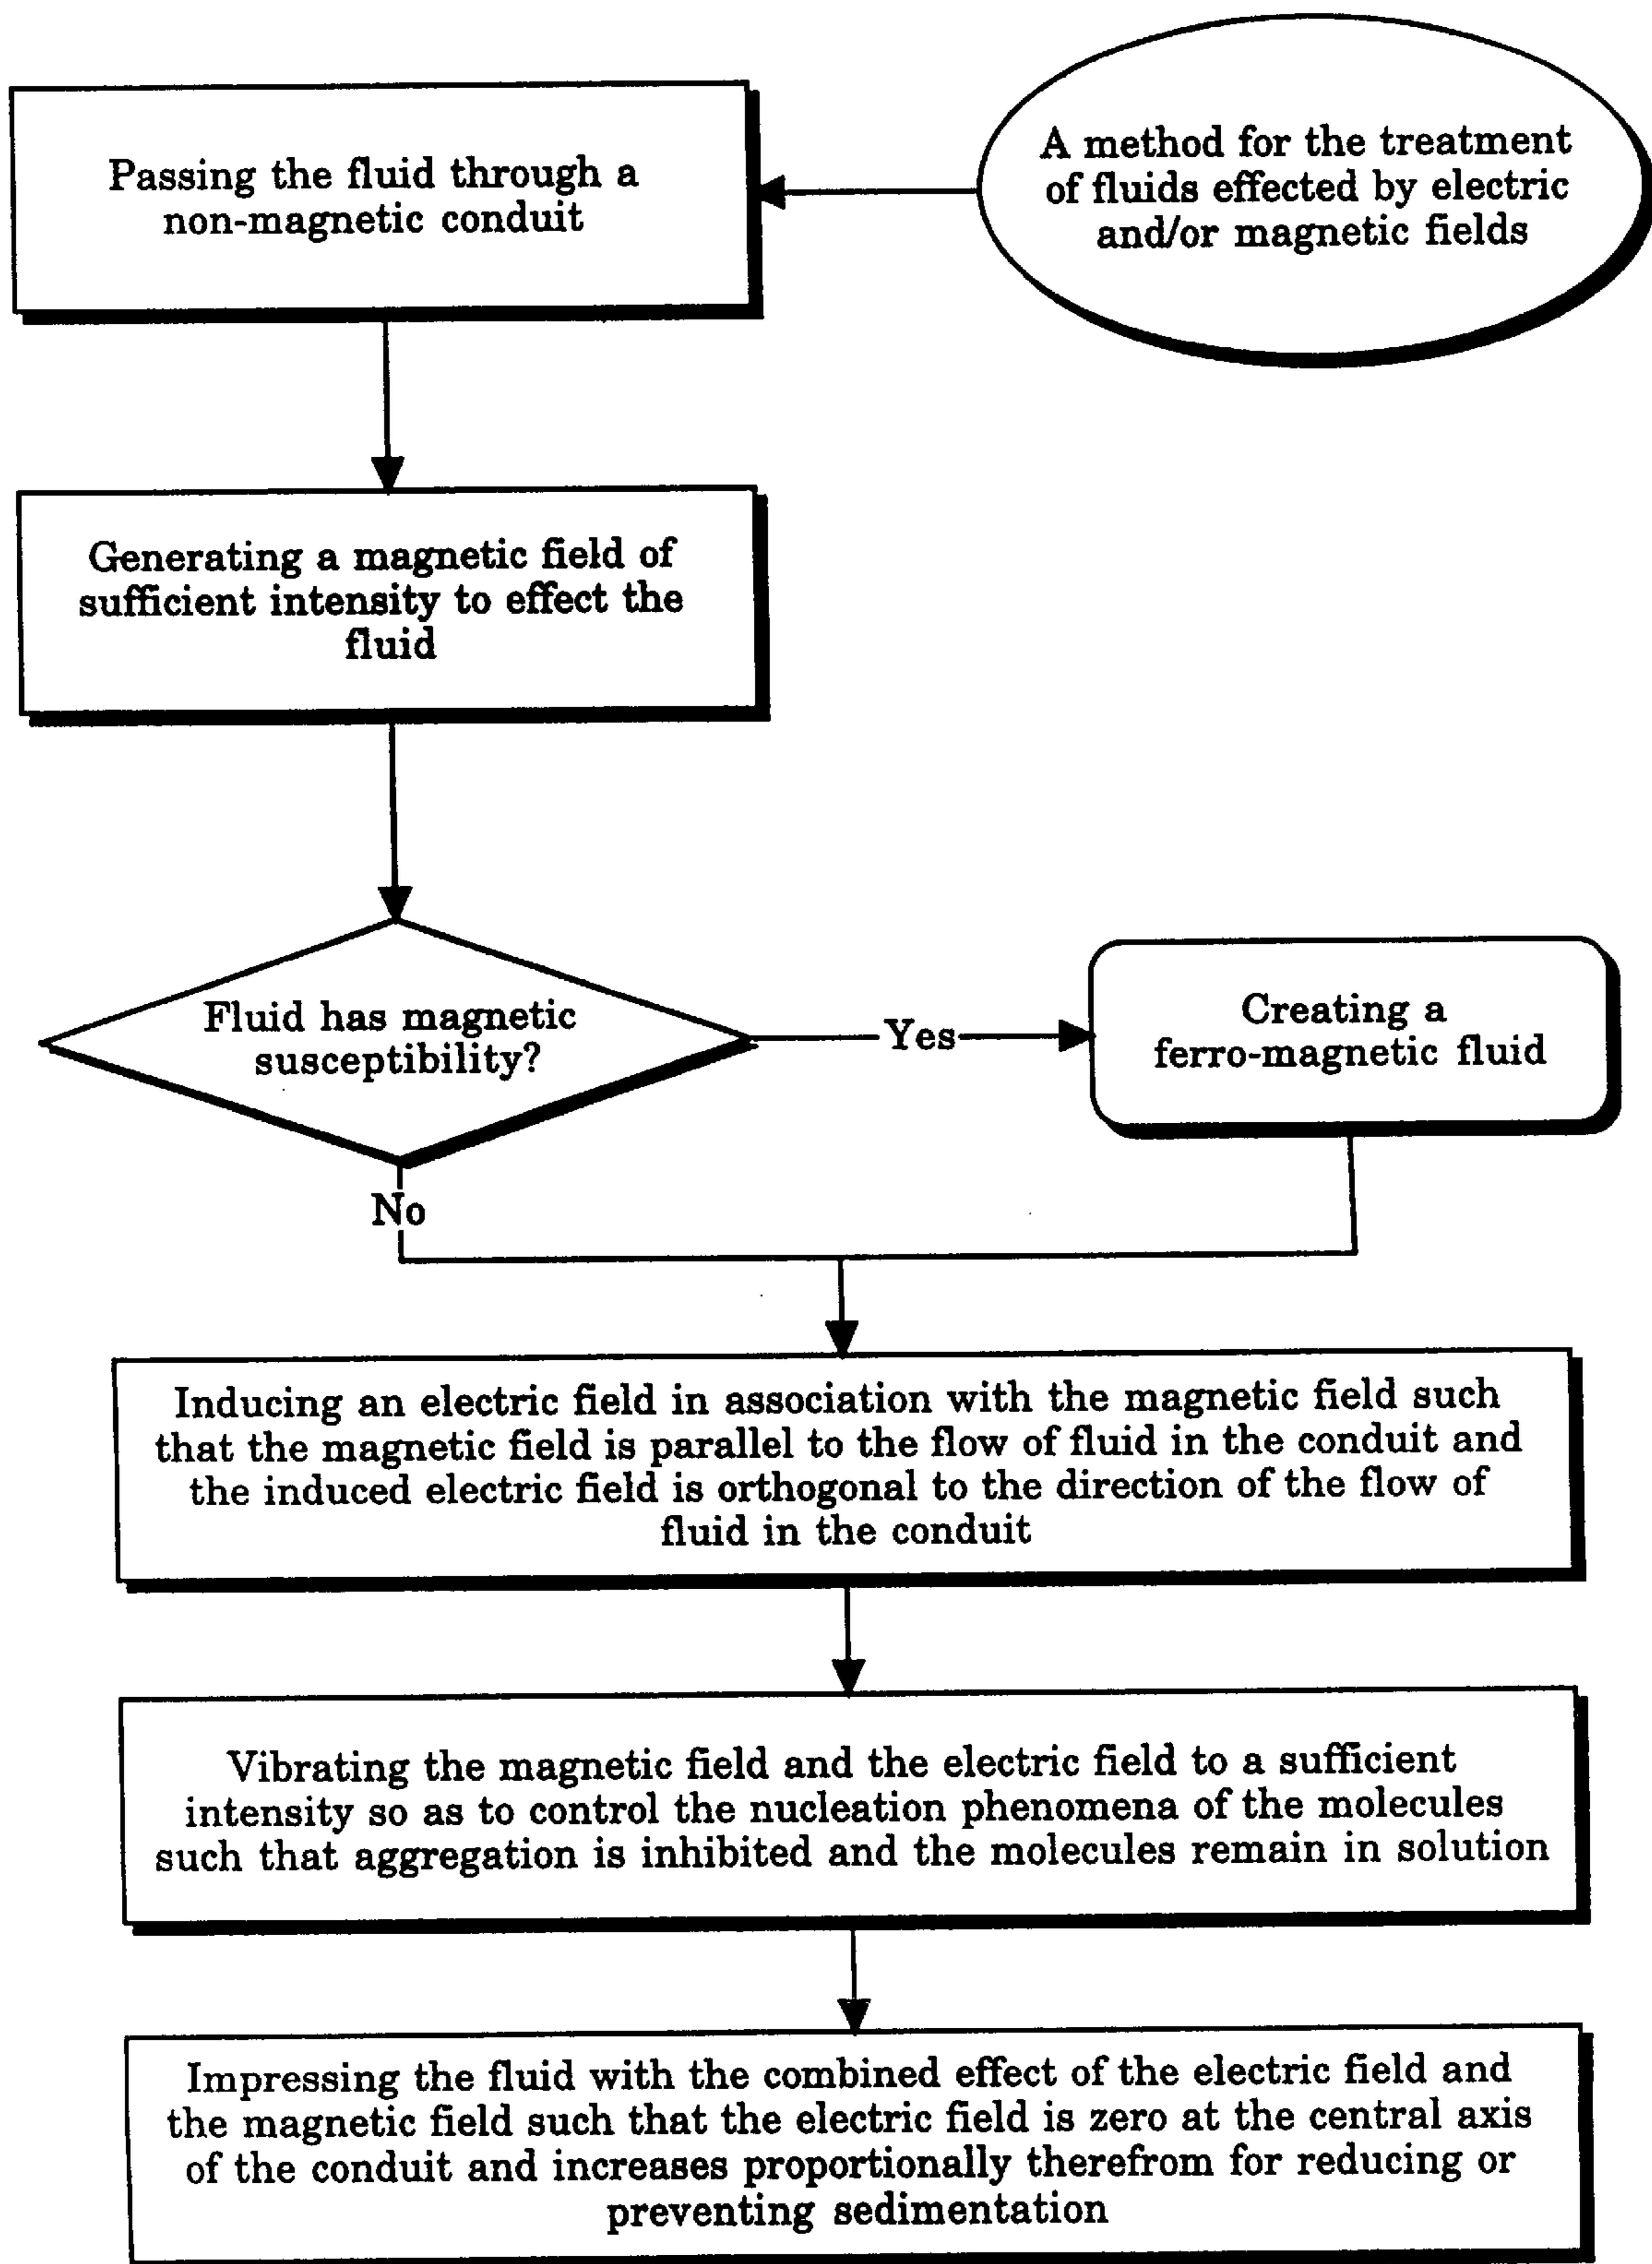 A method for the treatment
of fluids effected by electric
and/or magnetic fields
Passing the fluid through a
non-magnetic conduit
Generating a magnetic field of
sufficient intensity to effect the
fluid
Fluid has magnetic
susceptibility?
Yes
Creating a
ferro-magnetic fluid
No
Inducing an electric field in association with the magnetic field such
that the magnetic field is parallel to the flow of fluid in the conduit and
the induced electric field is orthogonal to the direction of the flow of
fluid in the conduit
Vibrating the magnetic field and the electric field to a sufficient
intensity so as to control the nucleation phenomena of the molecules
such that aggregation is inhibited and the molecules remain in solution
Impressing the fluid with the combined effect of the electric field and
the magnetic field such that the electric field is zero at the central axis
of the conduit and increases proportionally therefrom for reducing or
preventing sedimentation